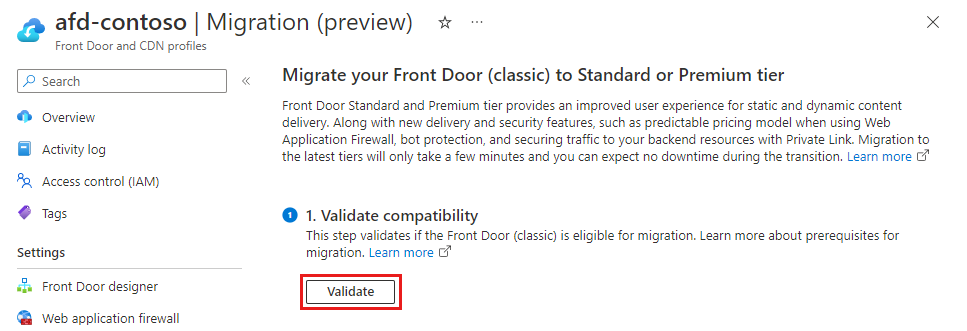 afd-contoso | Migration (preview)
Front Door and CDN profiles
Search
Overview
Activity log
Access control (IAM)
Tags
Settings
Front Door designer
Web application firewall
Migrate your Front Door (classic) to Standard or Premium tier
Front Door Standard and Premium tier provides an improved user experience for static and dynamic content
delivery. Along with new delivery and security features, such as predictable pricing model when using Web
Application Firewall, bot protection, and securing traffic to your backend resources with Private Link. Migration to
the latest tiers will only take a few minutes and you can expect no downtime during the transition. Learn more
1 1. Validate compatibility
This step validates if the Front Door (classic) is eligible for migration. Learn more about prerequisites for
migration. Learn more
Validate